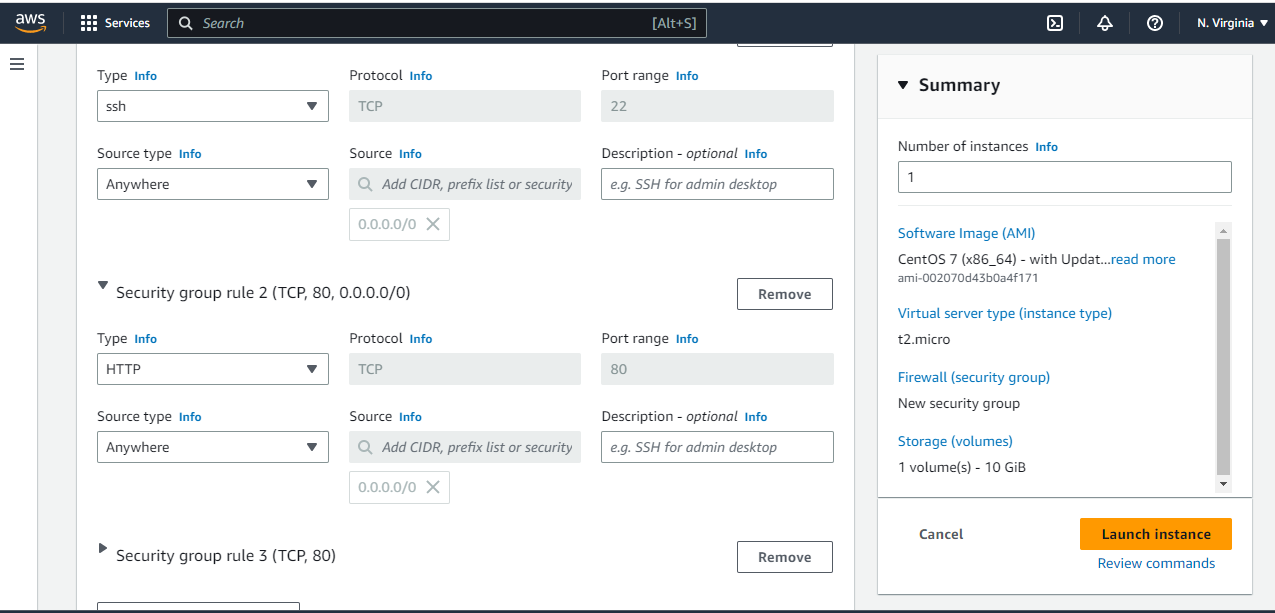 aws Services Search [Alt+S] N. Virginia
Type Info Protocol Info Port range Info
ssh TCP 22
Source type Info Source Info Description - optional Info
Anywhere Add CIDR, prefix list or security e.g. SSH for admin desktop
0.0.0.0/0
Security group rule 2 (TCP, 80, 0.0.0.0/0) Remove
Type Info Protocol Info Port range Info
HTTP TCP 80
Source type Info Source Info Description - optional Info
Anywhere Add CIDR, prefix list or security e.g. SSH for admin desktop
0.0.0.0/0
Security group rule 3 (TCP, 80) Remove
Summary
Number of instances Info
1
Software Image (AMI)
CentOS 7 (x86_64) - with Updat...read more
ami-002070d43b0a4f171
Virtual server type (instance type)
t2.micro
Firewall (security group)
New security group
Storage (volumes)
1 volume(s) - 10 GiB
Cancel Launch instance
Review commands